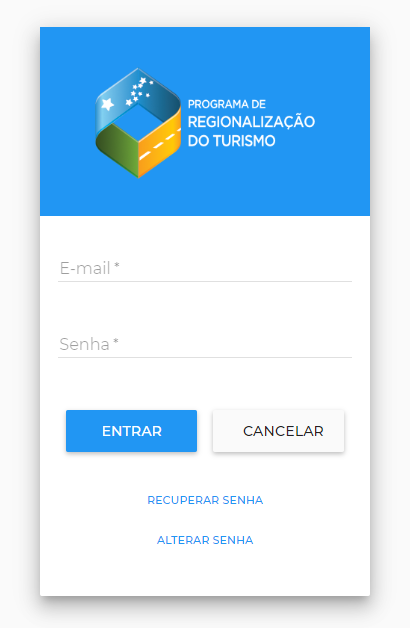 PROGRAMA DE
REGIONALIZAÇÃO
DO TURISMO
E-mail *
Senha *
ENTRAR
CANCELAR
RECUPERAR SENHA
ALTERAR SENHA